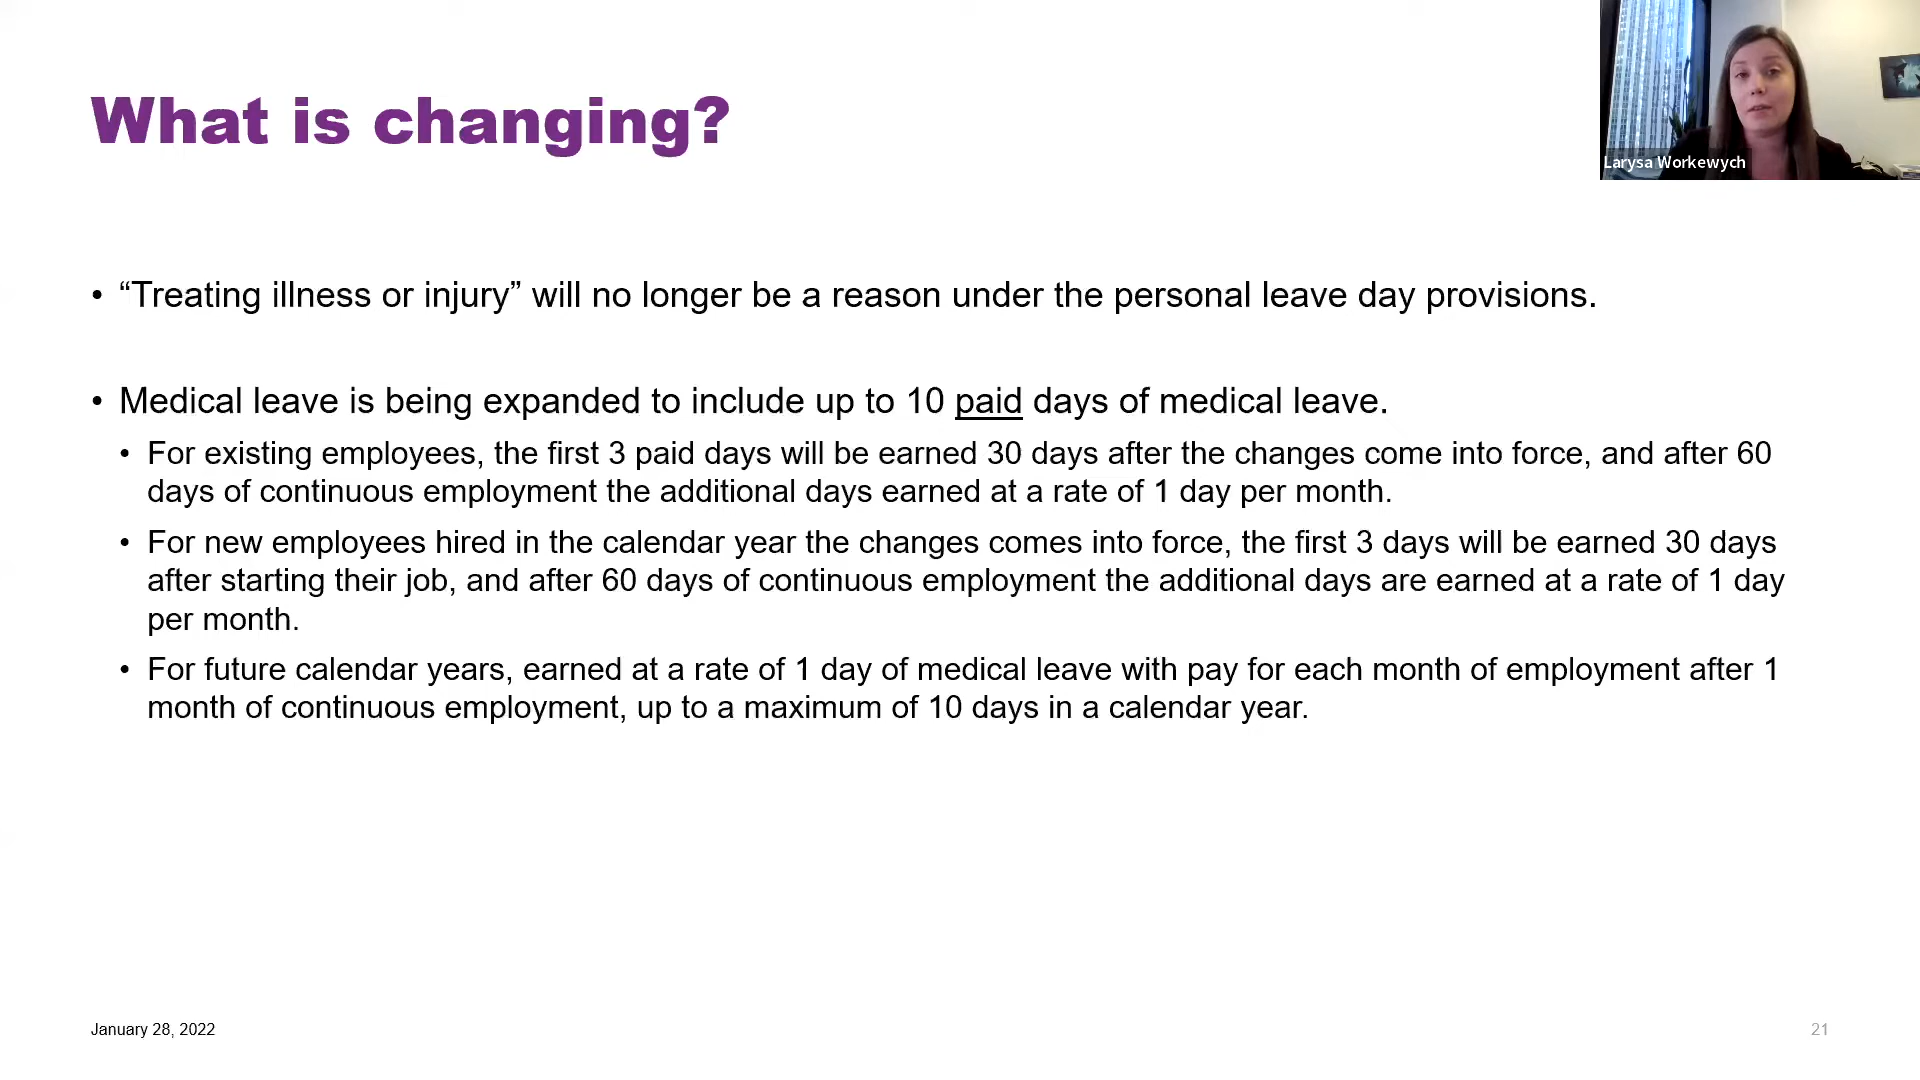 What is changing?
Larysa Workewych
• “Treating illness or injury” will no longer be a reason under the personal leave day provisions.
• Medical leave is being expanded to include up to 10 paid days of medical leave.
• For existing employees, the first 3 paid days will be earned 30 days after the changes come into force, and after 60
days of continuous employment the additional days earned at a rate of 1 day per month.
• For new employees hired in the calendar year the changes comes into force, the first 3 days will be earned 30 days
after starting their job, and after 60 days of continuous employment the additional days are earned at a rate of 1 day
per month.
• For future calendar years, earned at a rate of 1 day of medical leave with pay for each month of employment after 1
month of continuous employment, up to a maximum of 10 days in a calendar year.
January 28, 2022
21